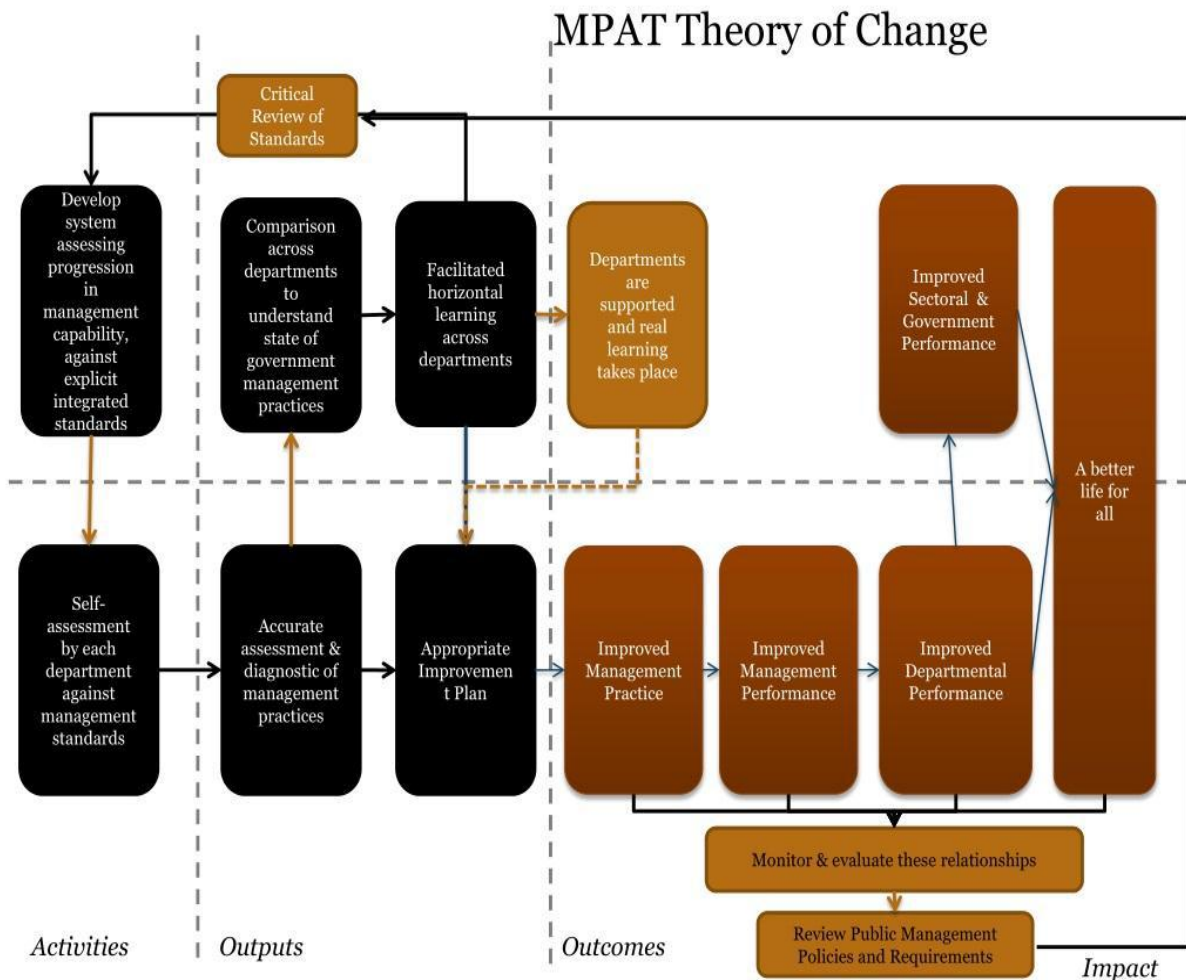 MPAT Theory of Change
Critical
Review of
Standards
Develop
system
assessing
progression
in
management
capability,
against
explicit
integrated
standards
Comparison
across
departments
to
understand
state of
government
management
practices
Facilitated
horizontal
learning
across
departments
Departments
are
supported
and real
learning
takes place
Improved
Sectoral &
Government
Performance
A better
life for
all
Self-
assessment
by each
department
against
management
standards
Accurate
assessment &
diagnostic of
management
practices
Appropriate
Improvemen
t Plan
Improved
Management
Practice
Improved
Management
Performance
Improved
Departmental
Performance
Monitor & evaluate these relationships
Review Public Management
Policies and Requirements
Activities
Outputs
Outcomes
Impact